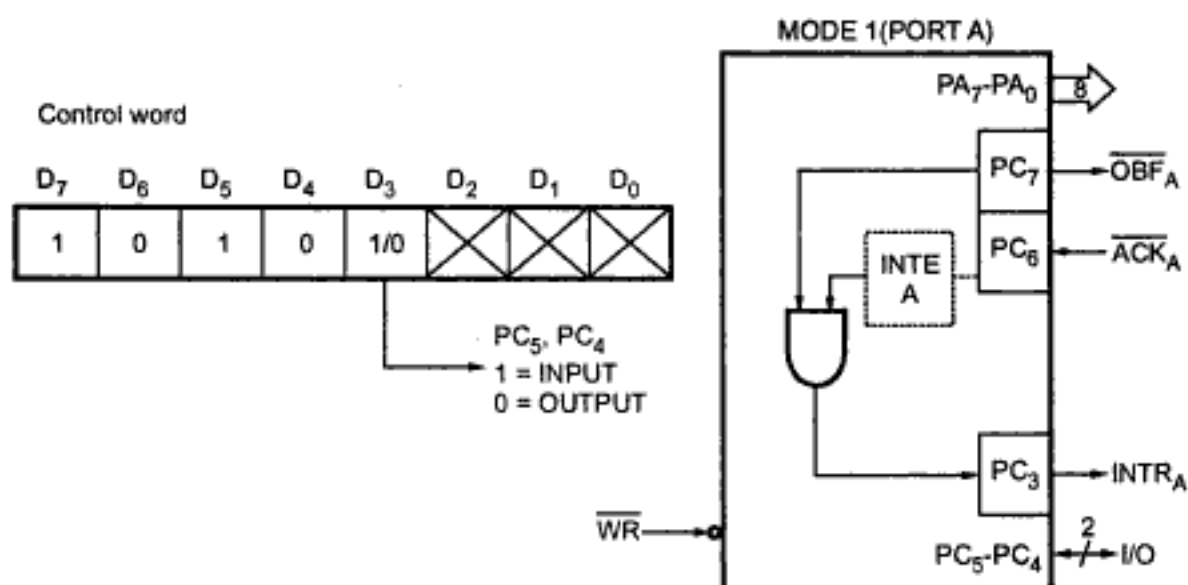 MODE 1(PORT A)
PA7-PA0
8
Control word
D7 D6 D5 D4 D3 D2 D1 D0
1 0 1 0 1/0
PC5, PC4
1 = INPUT
0 = OUTPUT
PC7
OBFA
PC6
ACKA
INTE
A
PC3
INTRA
WR
PC5-PC4
2
I/O